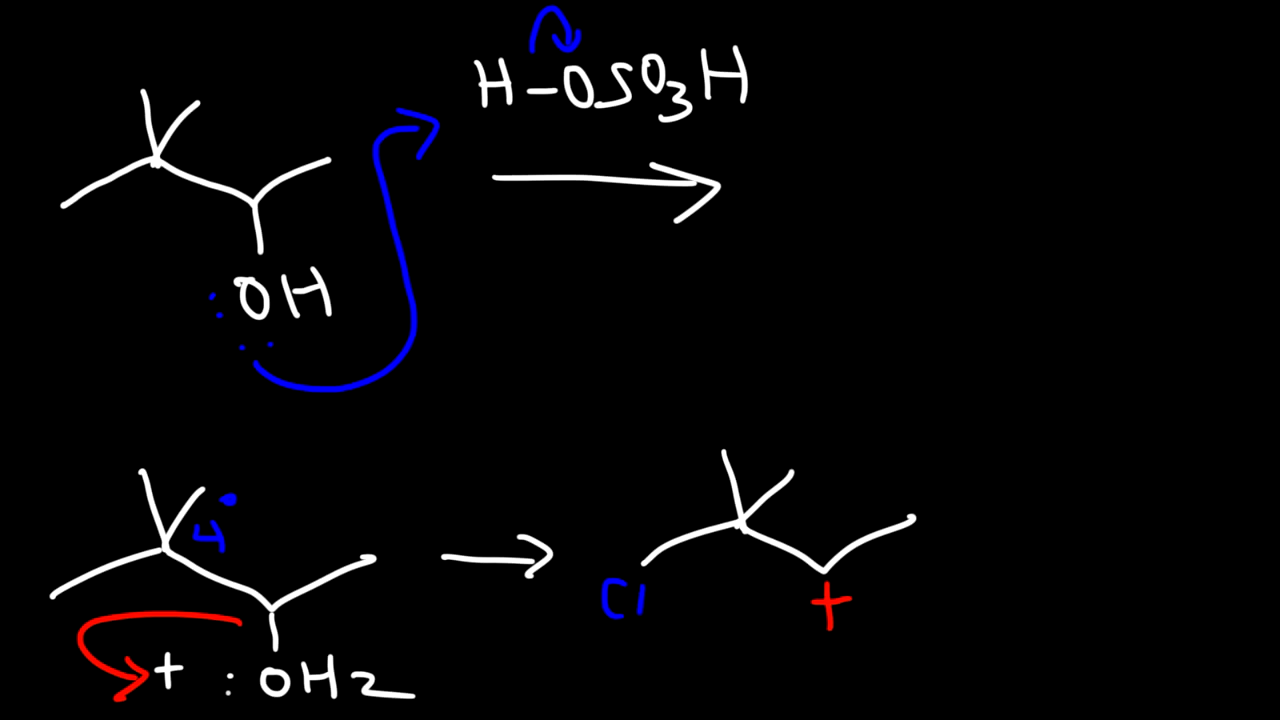 H-OSO3H
:OH
4°
Cl
+
+ :OH2